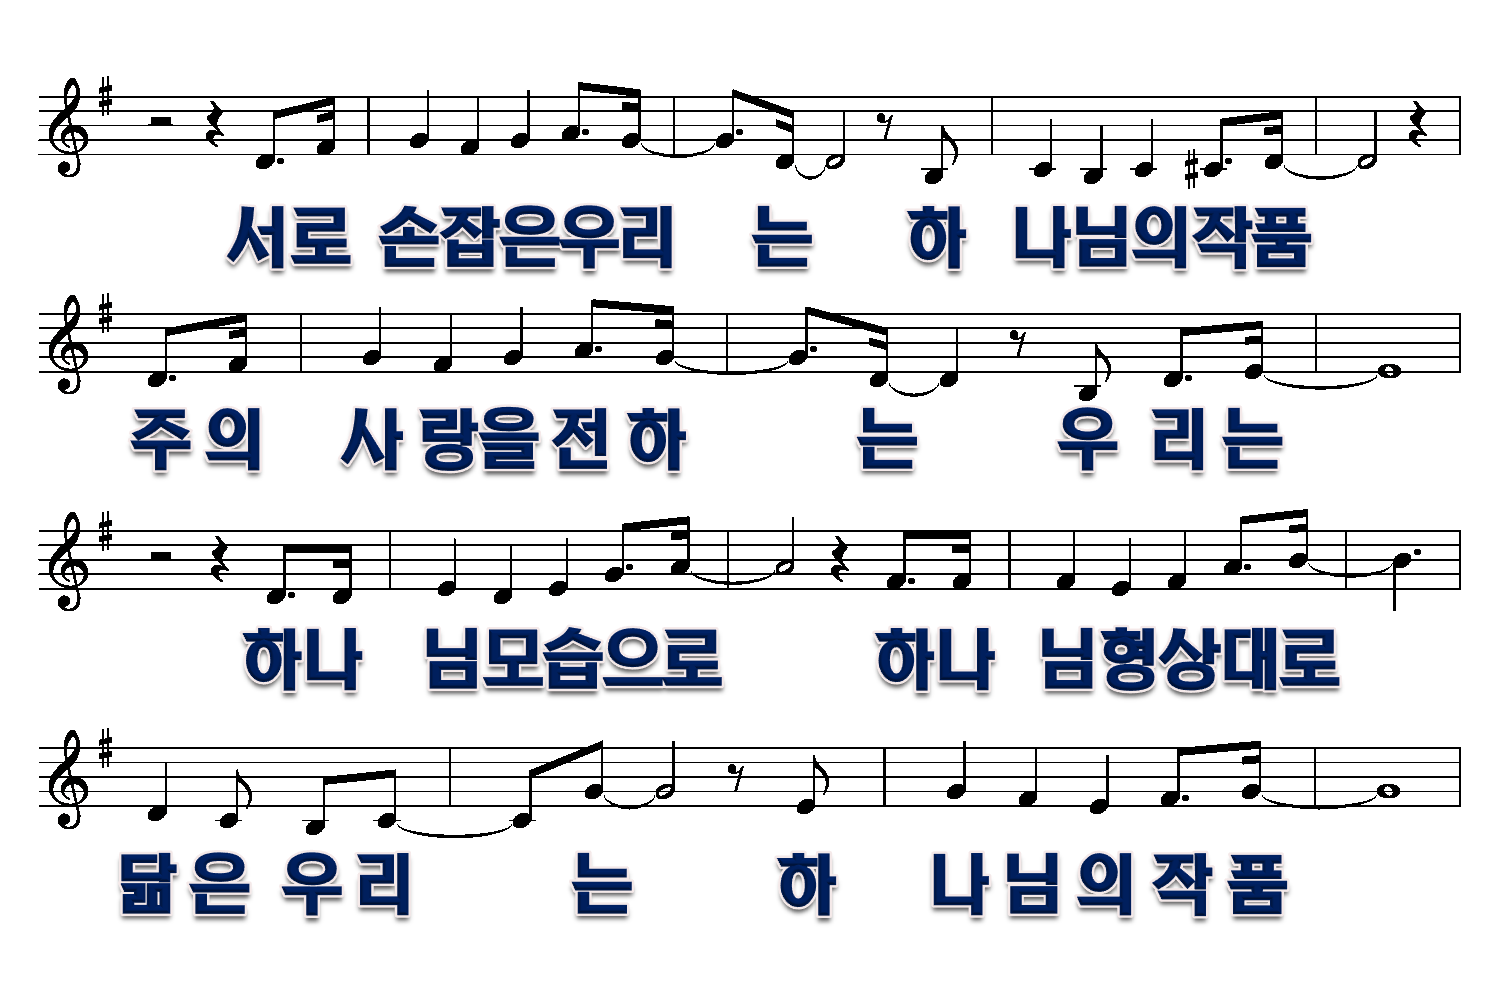 서로 손잡은우리 는 하 나님의작품
주의 사랑을전하 는 우리는
하나 님모습으로 하나 님형상대로
닮은 우리 는 하 나님의작품